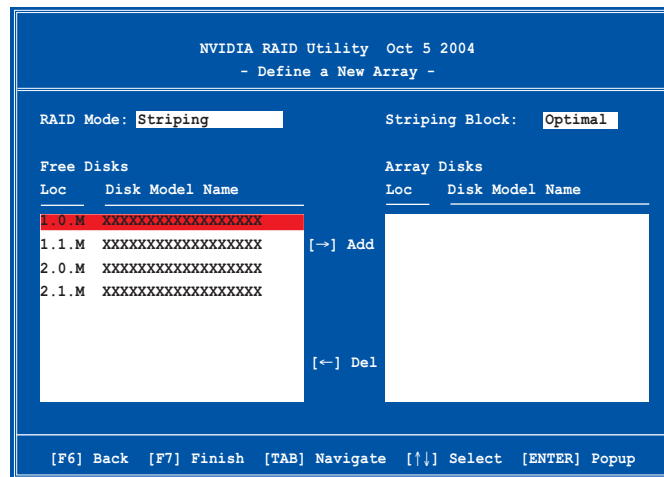 NVIDIA RAID Utility Oct 5 2004
- Define a New Array -
RAID Mode: Striping
Striping Block: Optimal
Free Disks
Array Disks
Loc Disk Model Name
Loc Disk Model Name
1.0.M XXXXXXXXXXXXXXXXXX
1.1.M XXXXXXXXXXXXXXXXXX
2.0.M XXXXXXXXXXXXXXXXXX
2.1.M XXXXXXXXXXXXXXXXXX
[→] Add
[←] Del
[F6] Back [F7] Finish [TAB] Navigate [↑↓] Select [ENTER] Popup